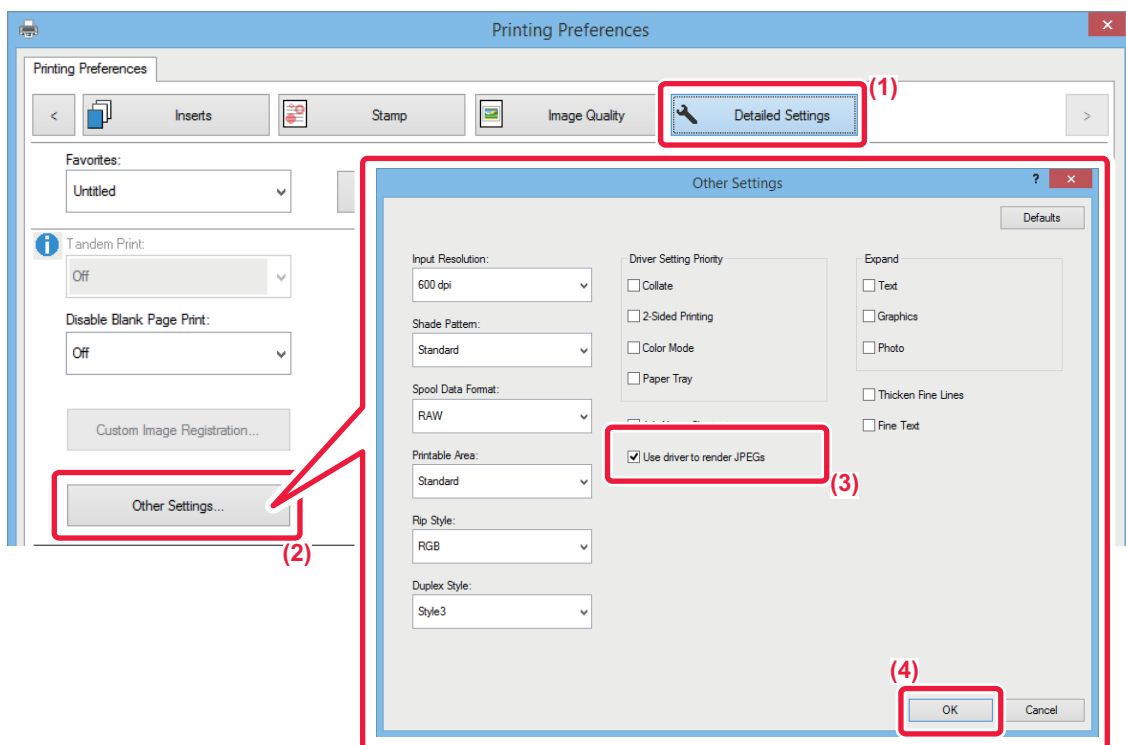 Printing Preferences
Printing Preferences
(1)
<
Inserts
Stamp
Image Quality
Detailed Settings
>
Favorites:
Untitled
Tandem Print:
Off
Disable Blank Page Print:
Off
Custom Image Registration...
Other Settings...
(2)
Other Settings
?
Defaults
Input Resolution:
600 dpi
Shade Pattern:
Standard
Spool Data Format:
RAW
Printable Area:
Standard
Rip Style:
RGB
Duplex Style:
Style3
Driver Setting Priority
Collate
2-Sided Printing
Color Mode
Paper Tray
Use driver to render JPEGs
(3)
Expand
Text
Graphics
Photo
Thicken Fine Lines
Fine Text
(4)
OK
Cancel